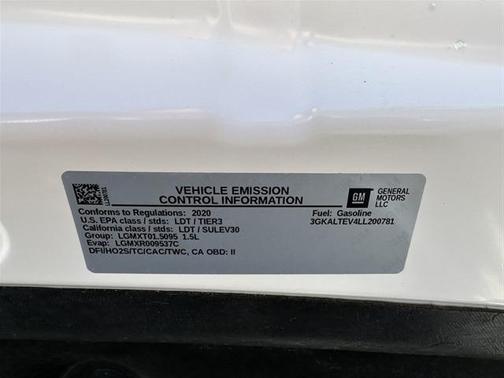 VEHICLE EMISSION
CONTROL INFORMATION
GM
GENERAL
MOTORS
LLC
Conforms to Regulations: 2020
U.S. EPA class / stds: LDT / TIER3
California class / stds: LDT / SULEV30
Group: LGMXT01.5095 1.5L
Evap: LGMXR009537C
DFI/HO2S/TC/CAC/TWC, CA OBD: II
Fuel: Gasoline
3GKALTEV4LL200781